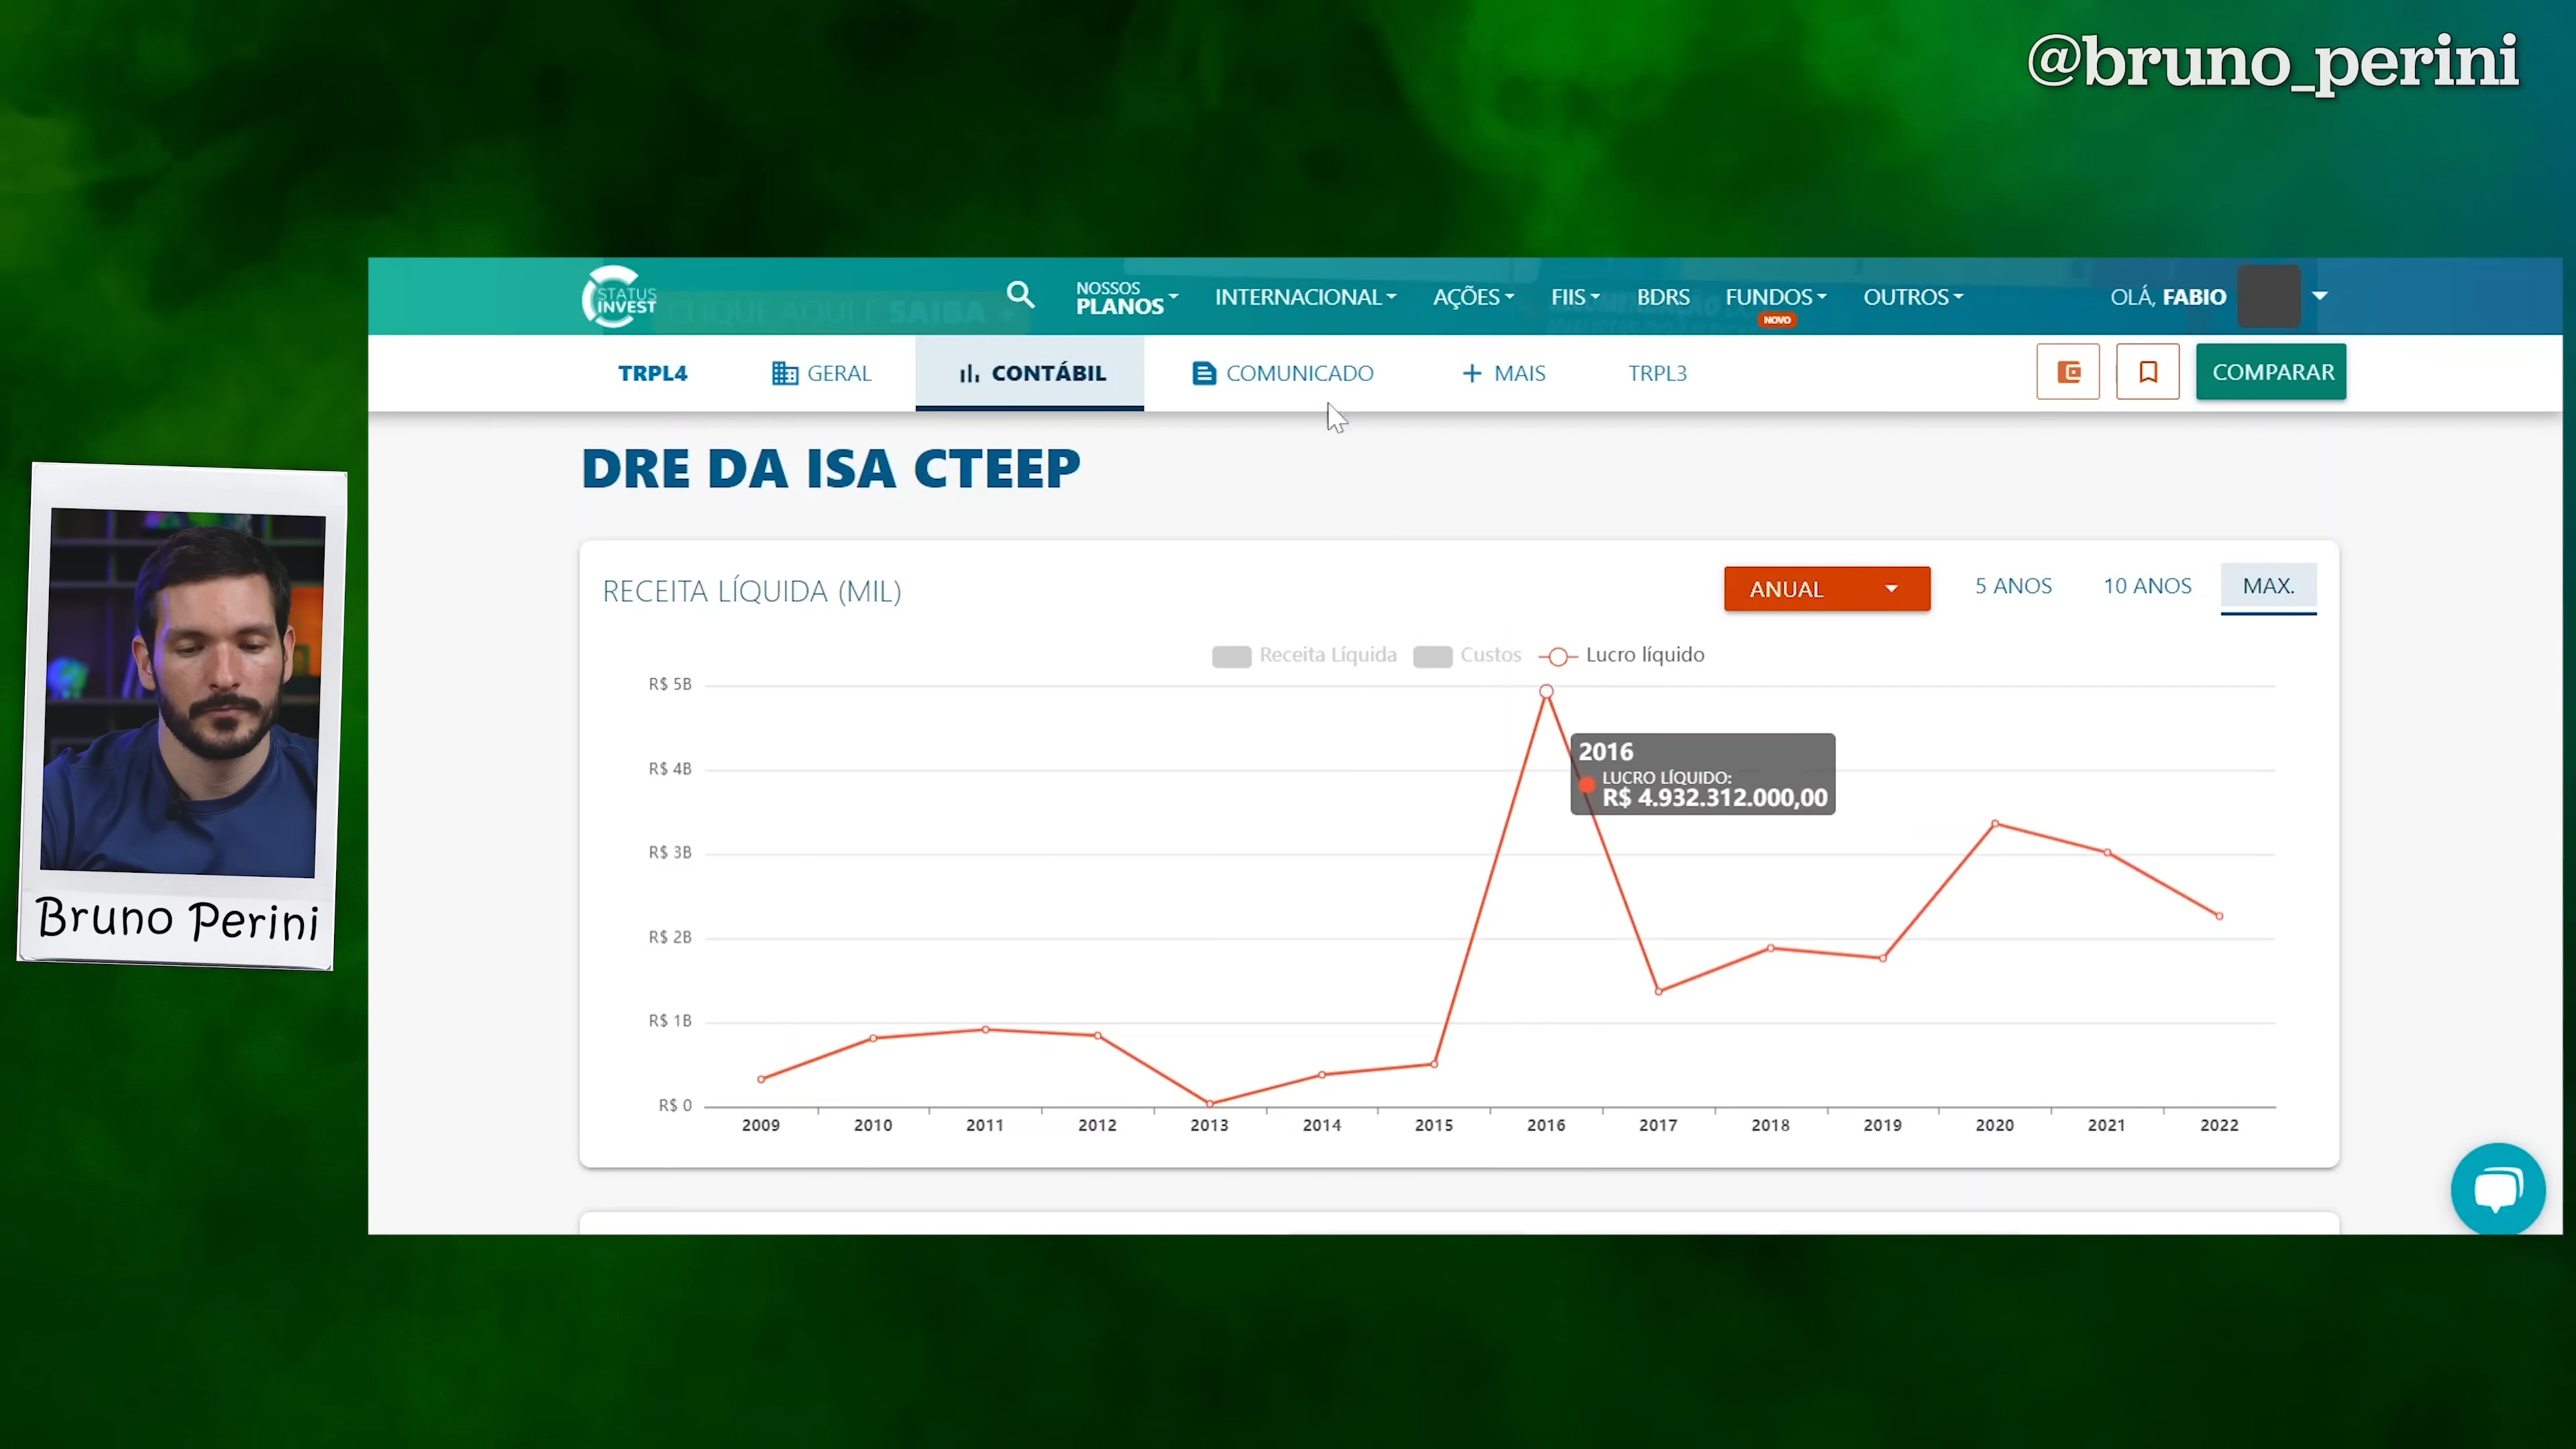 @bruno_perini
STATUS
INVEST
CLIQUE AQUI E SAIBA +
NOSSOS
PLANOS
INTERNACIONAL
AÇÕES
FIIS
BDRS
FUNDOS
NOVO
OUTROS
OLÁ, FABIO
TRPL4
GERAL
CONTÁBIL
COMUNICADO
+ MAIS
TRPL3
COMPARAR
DRE DA ISA CTEEP
RECEITA LÍQUIDA (MIL)
ANUAL
5 ANOS
10 ANOS
MAX.
Receita Líquida
Custos
Lucro líquido
R$ 5B
R$ 4B
R$ 3B
R$ 2B
R$ 1B
R$ 0
2016
LUCRO LÍQUIDO:
R$ 4.932.312.000,00
2009 2010 2011 2012 2013 2014 2015 2016 2017 2018 2019 2020 2021 2022
Bruno Perini